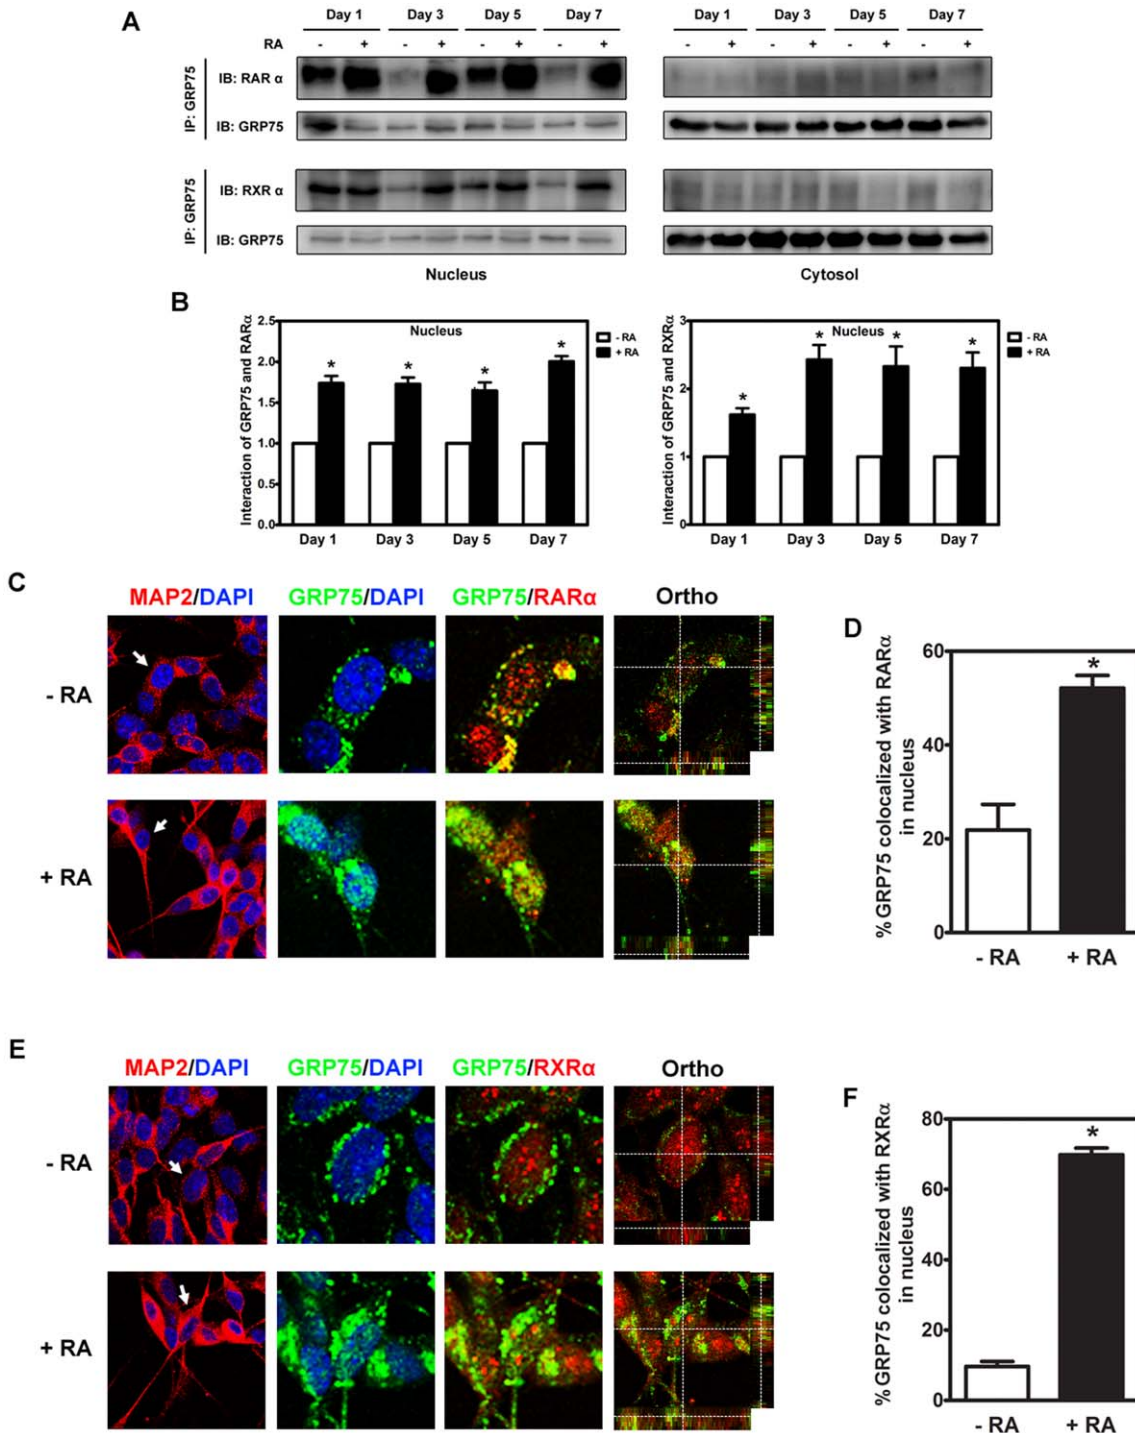 A
Day 1 Day 3 Day 5 Day 7 Day 1 Day 3 Day 5 Day 7
RA - + - + - + - + - + - + - + - +
IP: GRP75
IB: RAR α
IB: GRP75
IP: GRP75
IB: RXR α
IB: GRP75
Nucleus Cytosol
B
Interaction of GRP75 and RARα
2.5
2.0
1.5
1.0
0.5
0.0
Nucleus
* * * *
- RA
+ RA
Day 1 Day 3 Day 5 Day 7
Interaction of GRP75 and RXRα
3
2
1
0
Nucleus
* * * *
- RA
+ RA
Day 1 Day 3 Day 5 Day 7
C
MAP2/DAPI GRP75/DAPI GRP75/RARα Ortho
- RA
+ RA
D
% GRP75 colocalized with RARα
in nucleus
60
40
20
0
*
- RA + RA
E
MAP2/DAPI GRP75/DAPI GRP75/RXRα Ortho
- RA
+ RA
F
% GRP75 colocalized with RXRα
in nucleus
80
60
40
20
0
*
- RA + RA